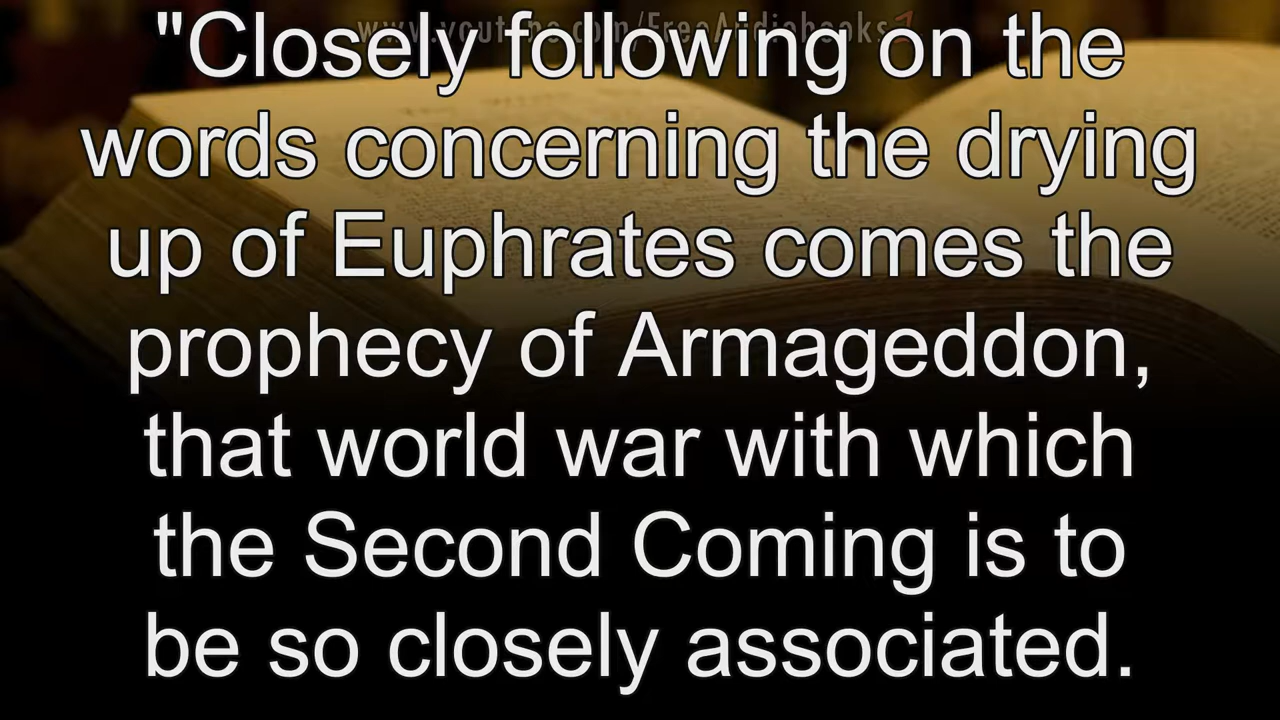 www.youtube.com/FreeAudiobooks
"Closely following on the
words concerning the drying
up of Euphrates comes the
prophecy of Armageddon,
that world war with which
the Second Coming is to
be so closely associated.